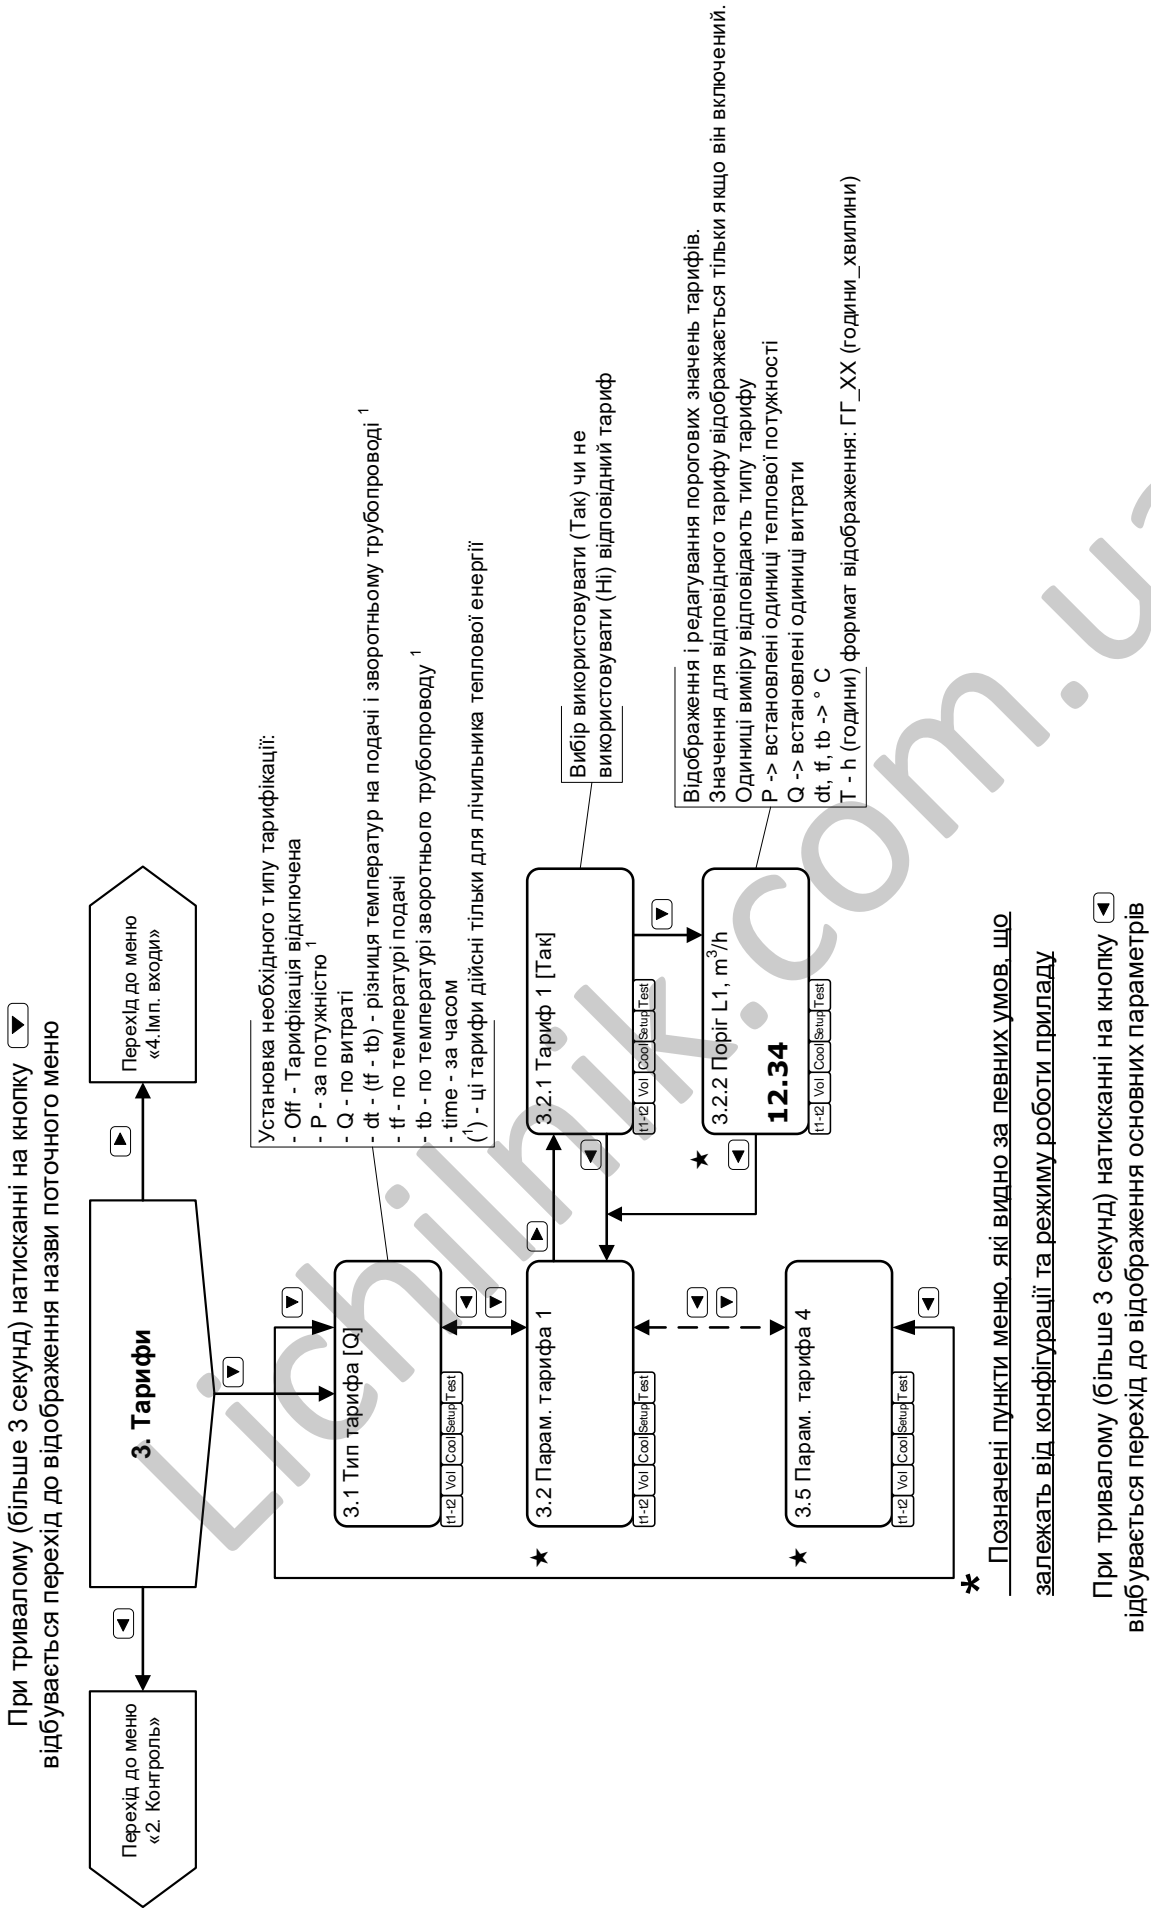 При тривалому (більше 3 секунд) натисканні на кнопку
відбувається перехід до відображення назви поточного меню
Перехід до меню
«2. Контроль»
3. Тарифи
Перехід до меню
«4.Імп. входи»
Установка необхідного типу тарифікації:
- Off - Тарифікація відключена
- P - за потужністю 1
- Q - по витраті
- dt - (tf - tb) - різниця температур на подачі і зворотньому трубопроводі 1
- tf - по температурі подачі
- tb - по температурі зворотнього трубопроводу 1
- time - за часом
(1) - ці тарифи дійсні тільки для лічильника теплової енергії
3.1 Тип тарифа [Q]
t1-t2 Vol Cool Setup Test
3.2 Парам. тарифа 1
t1-t2 Vol Cool Setup Test
3.2.1 Тариф 1 [Так]
t1-t2 Vol Cool Setup Test
Вибір використовувати (Так) чи не
використовувати (Ні) відповідний тариф
3.2.2 Поріг L1, m3/h
12.34
t1-t2 Vol Cool Setup Test
Відображення і редагування порогових значень тарифів.
Значення для відповідного тарифу відображається тільки якщо він включений.
Одиниці виміру відповідають типу тарифу
P -> встановлені одиниці теплової потужності
Q -> встановлені одиниці витрати
dt, tf, tb -> ° C
T - h (години) формат відображення: ГГ_ХХ (години_хвилини)
3.5 Парам. тарифа 4
t1-t2 Vol Cool Setup Test
* Позначені пункти меню, які видно за певних умов, що
залежать від конфігурації та режиму роботи приладу
При тривалому (більше 3 секунд) натисканні на кнопку
відбувається перехід до відображення основних параметрів
Lichilnik.com.ua